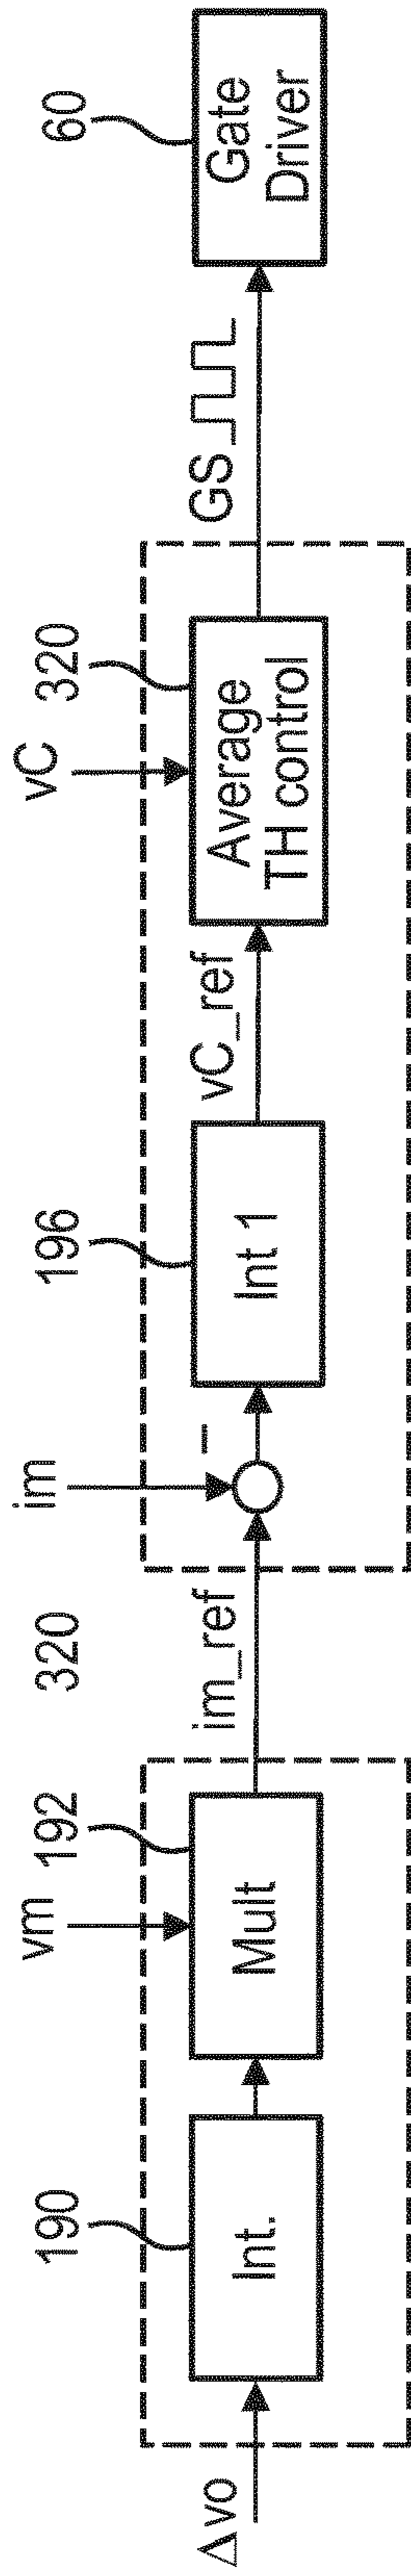 Δvo
190
Int.
vm
192
Mult
320
im_ref
im
−
196
Int 1
vC_ref
vC
320
Average
TH control
GS
60
Gate
Driver